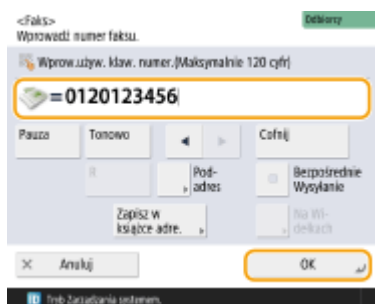 <Faks>
Odbiorcy
Wprowadź numer faksu.
Wprow.używ. klaw. numer.(Maksymalnie 120 cyfr)
=0120123456
Pauza Tonowo Cofnij
R Pod-adres Bezpośrednie Wysyłanie
Zapisz w książce adre. Na Wi-delkach
× Anuluj OK
ID Tryb Zarządzania systemem.